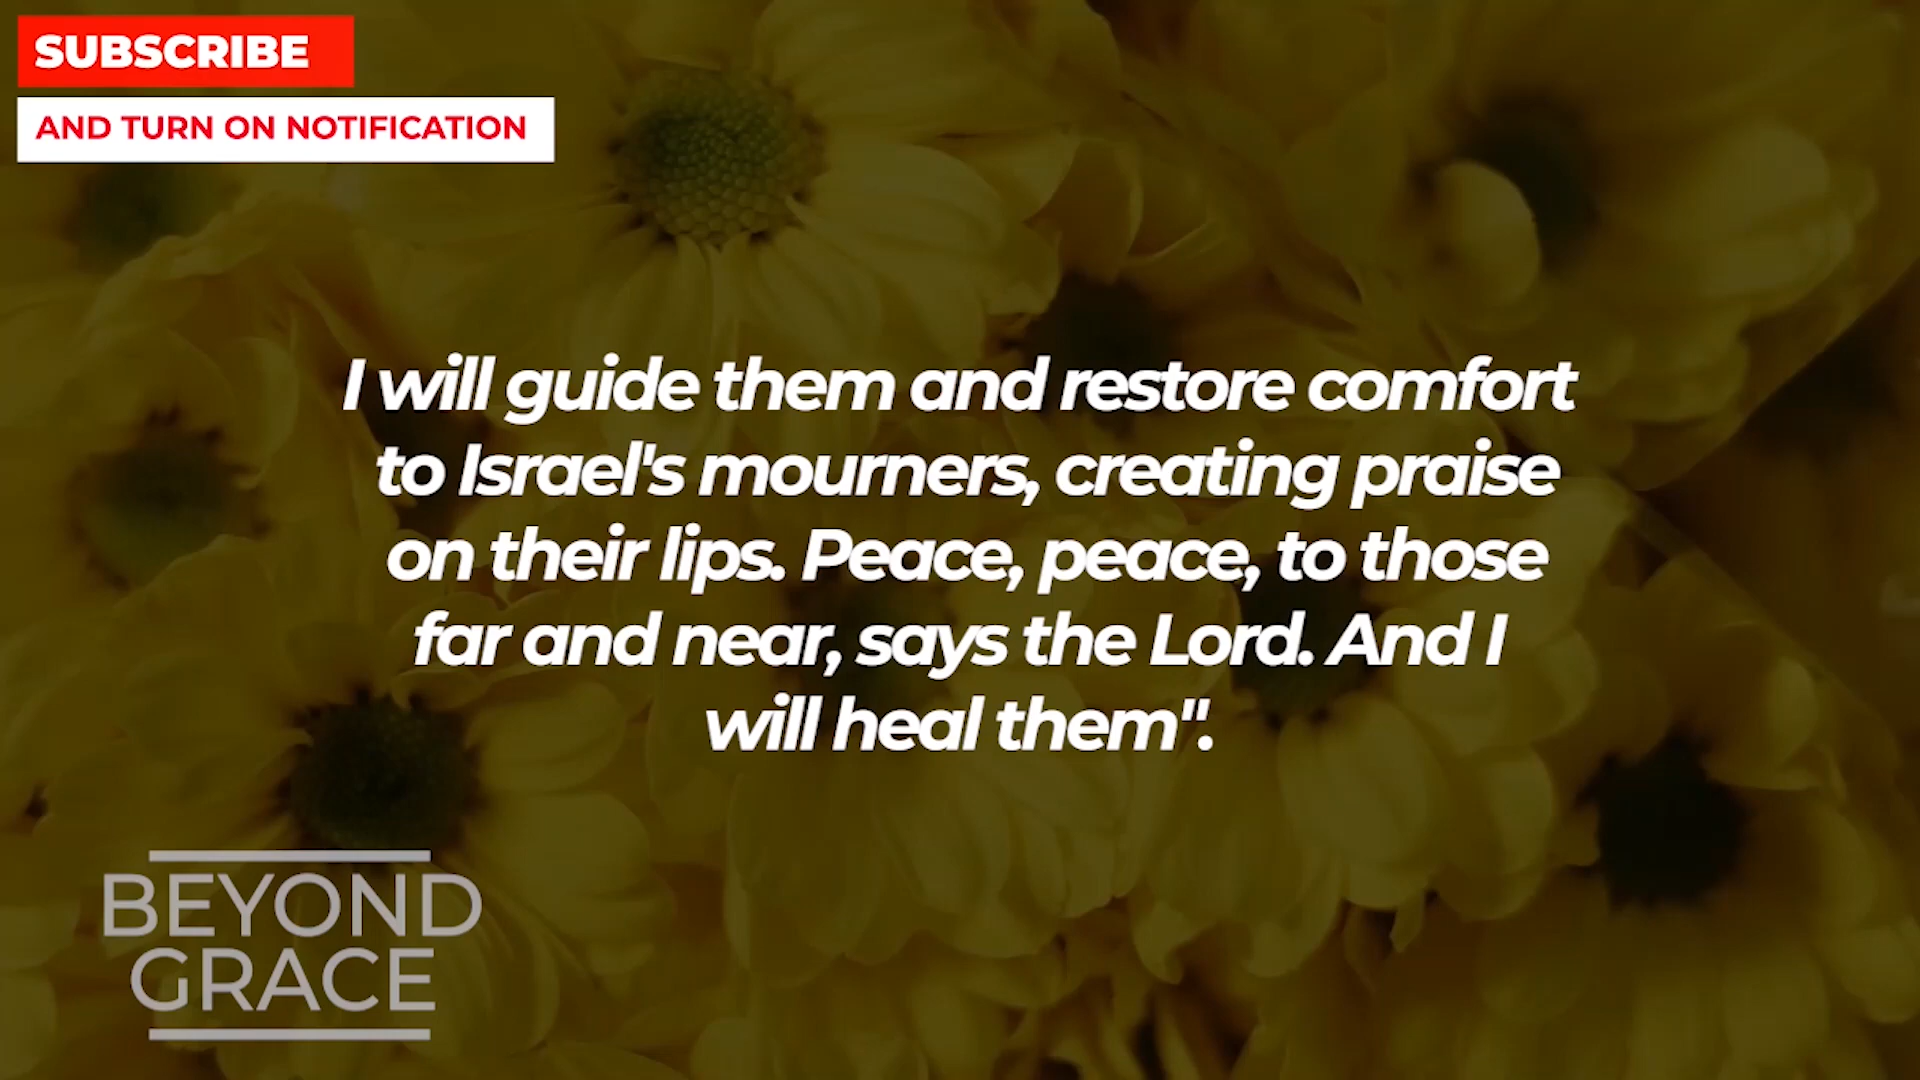 SUBSCRIBE
AND TURN ON NOTIFICATION
I will guide them and restore comfort
to Israel's mourners, creating praise
on their lips. Peace, peace, to those
far and near, says the Lord. And I
will heal them".
BEYOND
GRACE